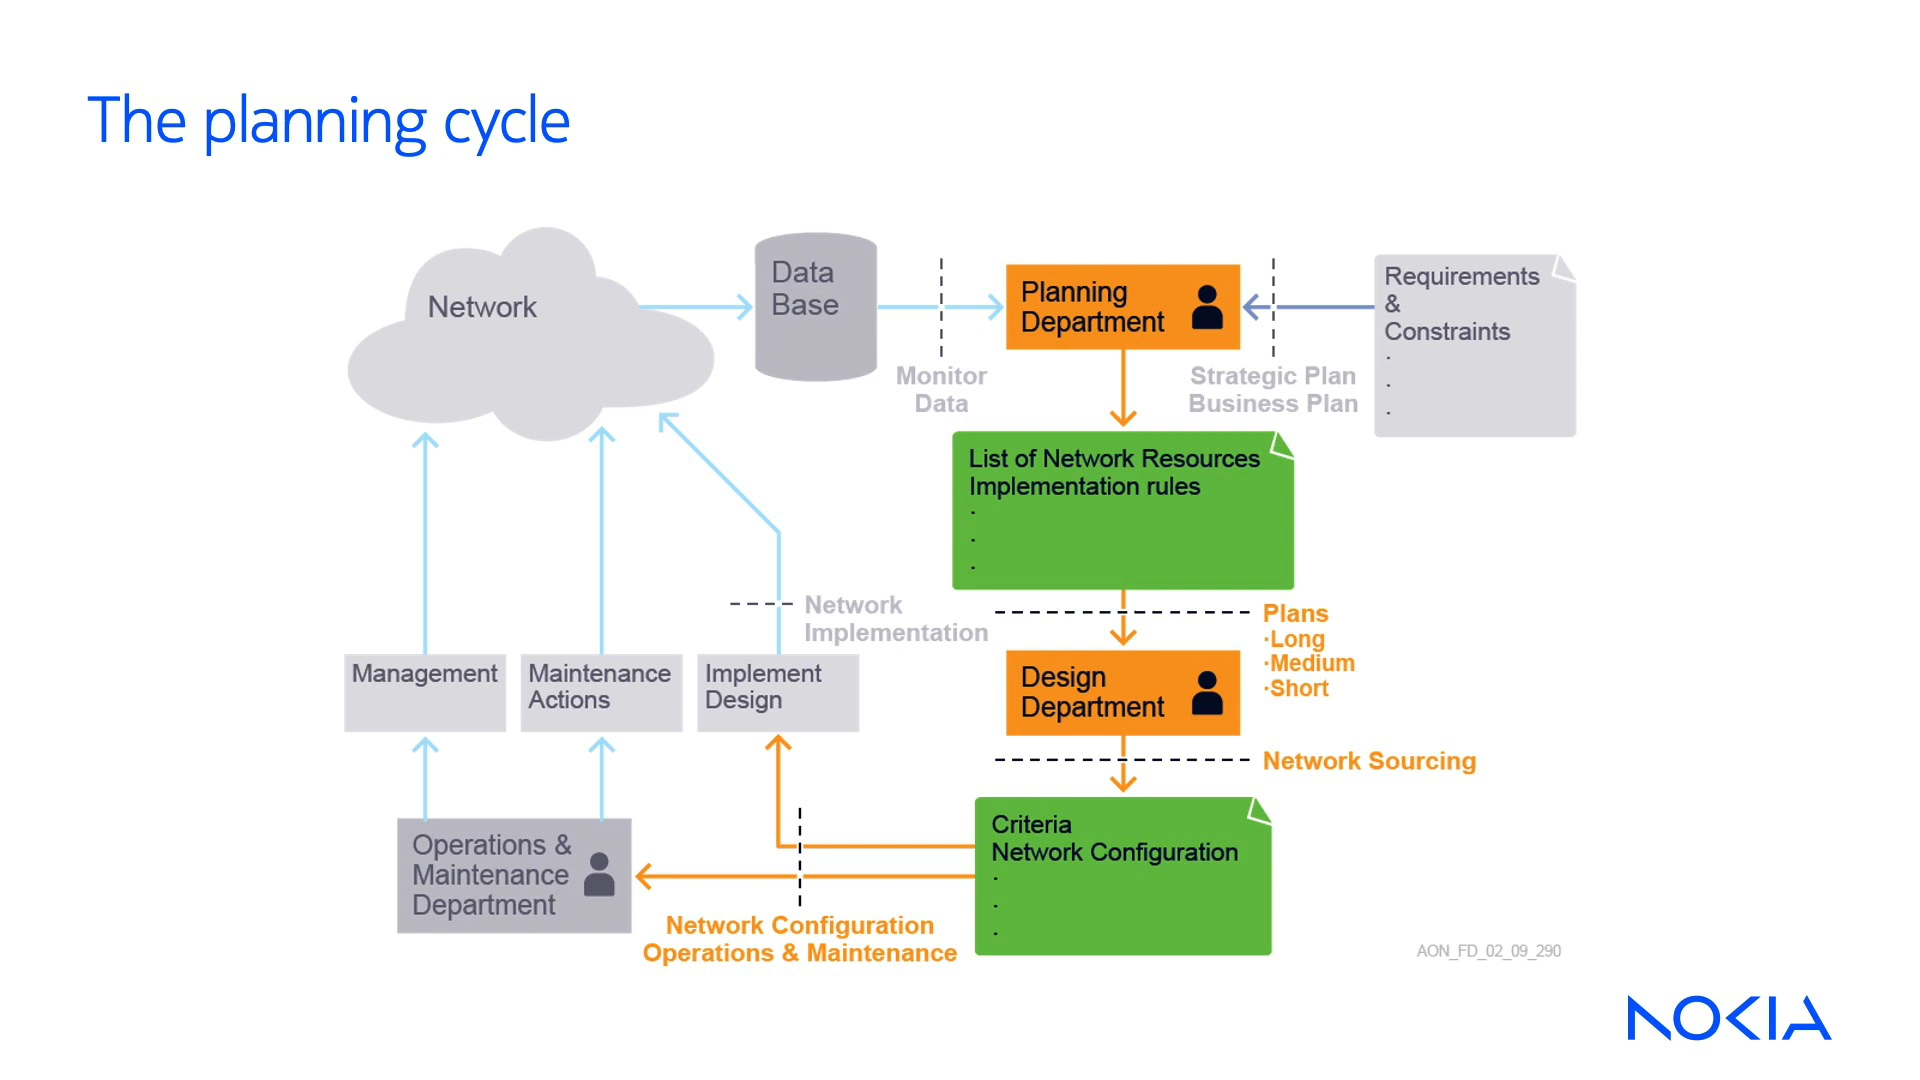 The planning cycle
Network
Data
Base
Planning
Department
Requirements
&
Constraints
.
.
.
Monitor
Data
Strategic Plan
Business Plan
List of Network Resources
Implementation rules
.
.
.
Network
Implementation
Plans
·Long
·Medium
·Short
Management
Maintenance
Actions
Implement
Design
Design
Department
Network Sourcing
Operations &
Maintenance
Department
Criteria
Network Configuration
.
.
.
Network Configuration
Operations & Maintenance
AON_FD_02_09_290
NOKIA